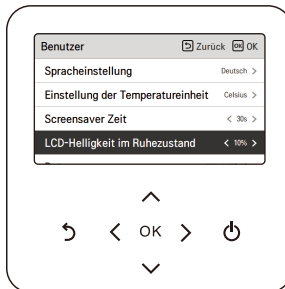 Benutzer Zurück OK OK
Spracheinstellung Deutsch >
Einstellung der Temperatureinheit Celsius >
Screensaver Zeit < 30s >
LCD-Helligkeit im Ruhezustand < 10% >
OK